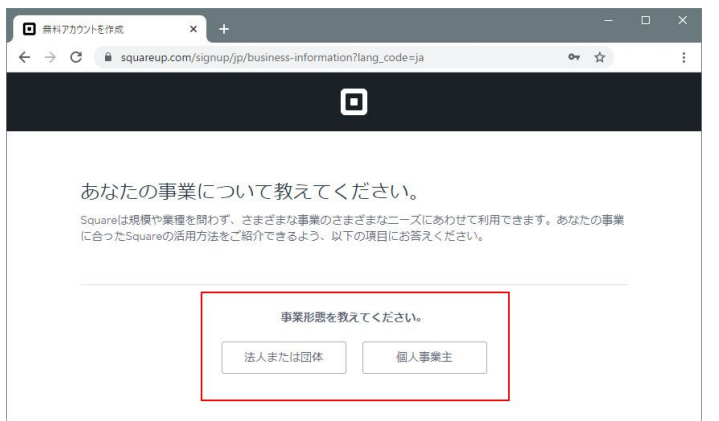 無料アカウントを作成
squareup.com/signup/jp/business-information?lang_code=ja
あなたの事業について教えてください。
Squareは規模や業種を問わず、さまざまな事業のさまざまなニーズにあわせて利用できます。あなたの事業
に合ったSquareの活用方法をご紹介できるよう、以下の項目にお答えください。
事業形態を教えてください。
法人または団体
個人事業主